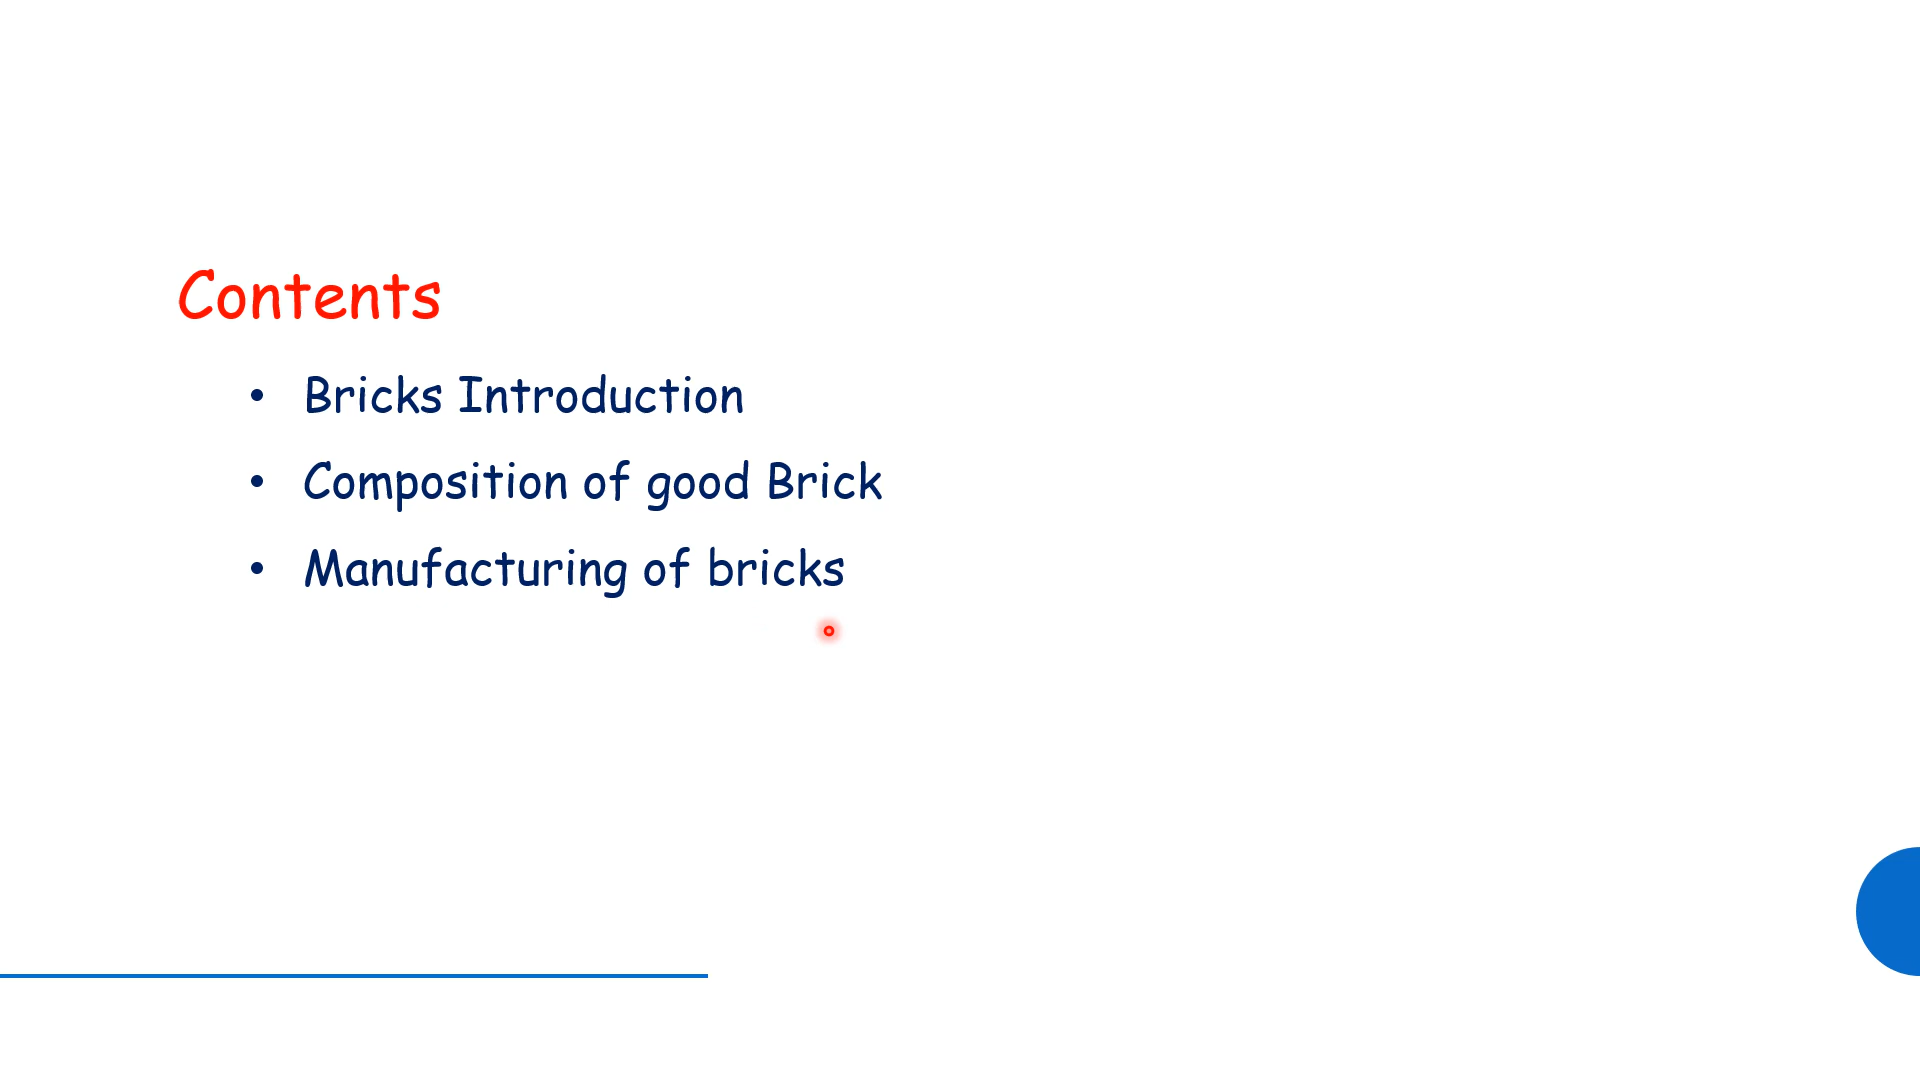 Contents
• Bricks Introduction
• Composition of good Brick
• Manufacturing of bricks